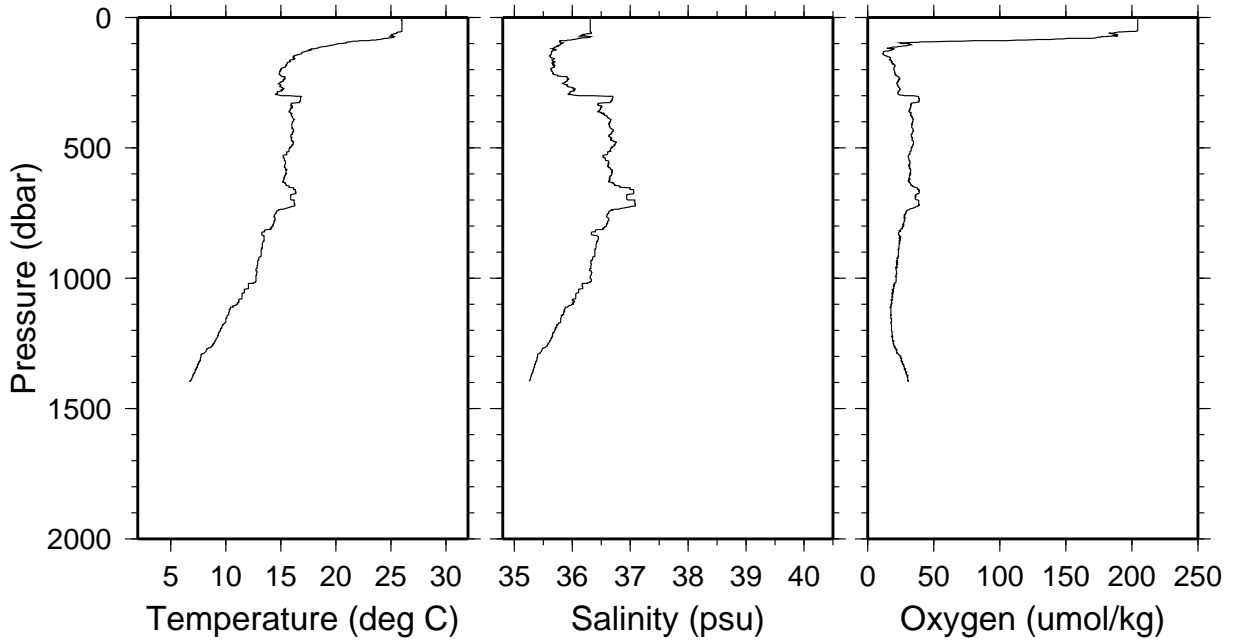 0
500
1000
1500
2000
Pressure (dbar)
5 10 15 20 25 30
Temperature (deg C)
35 36 37 38 39 40
Salinity (psu)
0 50 100 150 200 250
Oxygen (umol/kg)